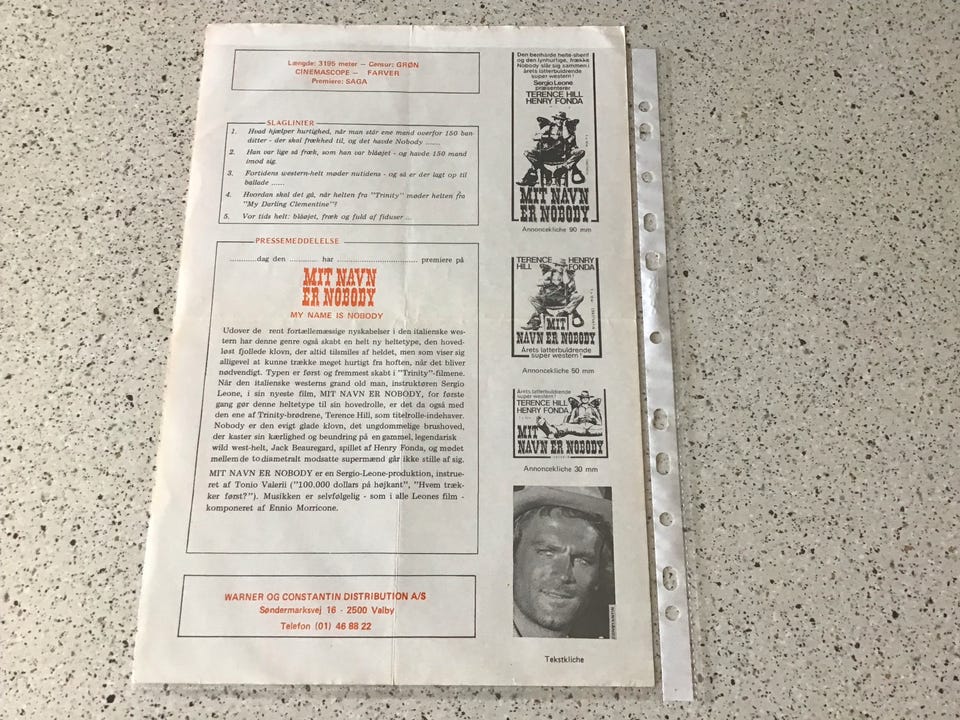 Længde: 3195 meter — Censur: GRØN
CINEMASCOPE — FARVER
Premiere: SAGA
SLAGLINIER
1. Hvad hjælper hurtighed, når man står ene mand overfor 150 ban
ditter - der skal frækhed til, og det havde Nobody .......
2. Han var lige så fræk, som han var blåøjet - og havde 150 mand
imod sig.
3. Fortidens western-helt møder nutidens - og så er der lagt op til
ballade ......
4. Hvordan skal det gå, når helten fra "Trinity" møder helten fra
"My Darling Clementine"?
5. Vor tids helt: blåøjet, fræk og fuld af fiduser ...
PRESSEMEDDELELSE
............dag den ............ har ................................... premiere på
MIT NAVN
ER NOBODY
MY NAME IS NOBODY
Udover de rent fortællemæssige nyskabelser i den italienske we-
stern har denne genre også skabt en helt ny heltetype, den hoved-
løst fjollede klovn, der altid tilsmiles af heldet, men som viser sig
alligevel at kunne trække meget hurtigt fra hoften, når det bliver
nødvendigt. Typen er først og fremmest skabt i "Trinity"-filmene.
Når den italienske westerns grand old man, instruktøren Sergio
Leone, i sin nyeste film, MIT NAVN ER NOBODY, for første
gang gør denne heltetype til sin hovedrolle, er det da også med
den ene af Trinity-brødrene, Terence Hill, som titelrolle-indehaver.
Nobody er den evigt glade klovn, det ungdommelige brushoved,
der kaster sin kærlighed og beundring på en gammel, legendarisk
wild west-helt, Jack Beauregard, spillet af Henry Fonda, og mødet
mellem de to diametralt modsatte supermænd går ikke stille af sig.
MIT NAVN ER NOBODY er en Sergio-Leone-produktion, instrue-
ret af Tonio Valerii ("100.000 dollars på højkant", "Hvem træk-
ker først?"). Musikken er selvfølgelig - som i alle Leones film -
komponeret af Ennio Morricone.
WARNER OG CONSTANTIN DISTRIBUTION A/S
Søndermarksvej 16 - 2500 Valby
Telefon (01) 46 88 22
Den benhårde helte-sherif
og den lynhurtige, frække
Nobody slår sig sammen i
årets latterbuldrende
super western!
Sergio Leone
præsenterer
TERENCE HILL
HENRY FONDA
MIT NAVN
ER NOBODY
Annoncekliche 90 mm
TERENCE HILL
HENRY FONDA
MIT
NAVN ER NOBODY
Årets latterbuldrende
super western!
Annoncekliche 50 mm
Årets latterbuldrende
super western!
TERENCE HILL
HENRY FONDA
MIT
NAVN ER NOBODY
Annoncekliche 30 mm
Tekstkliche